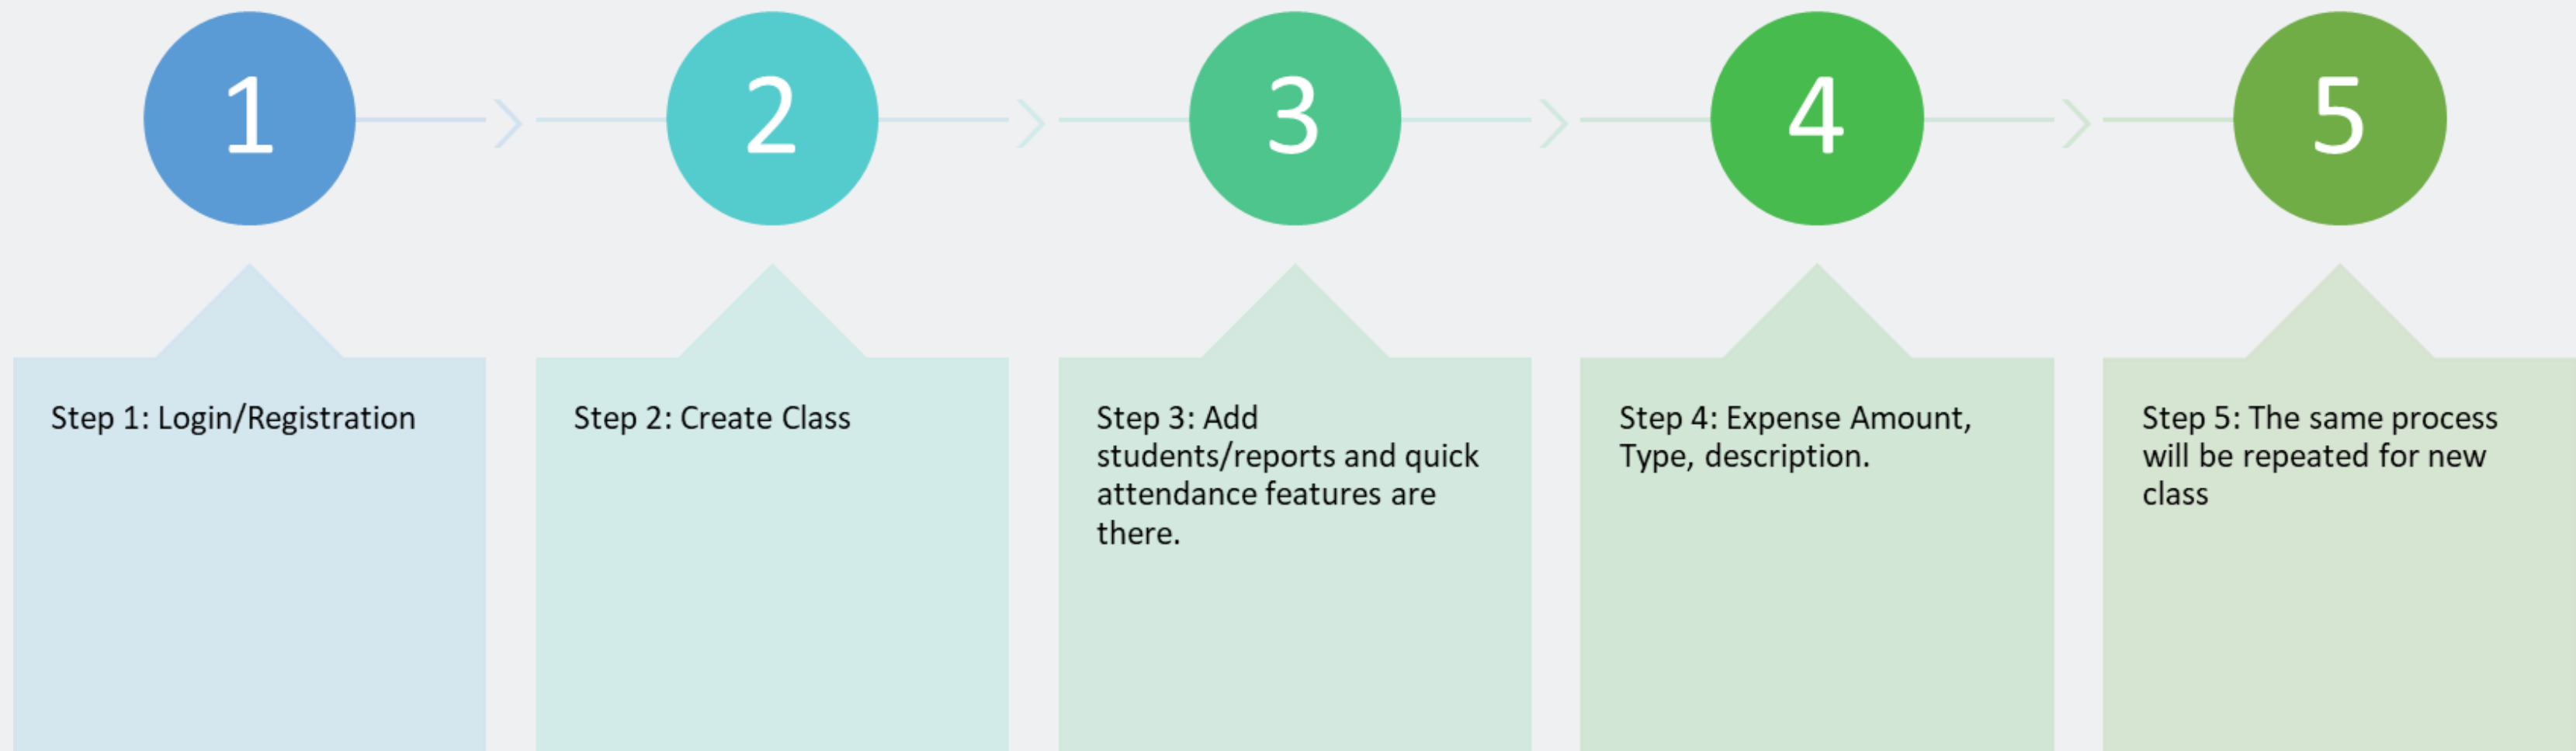 1
2
3
4
5
Step 1: Login/Registration
Step 2: Create Class
Step 3: Add
students/reports and quick
attendance features are
there.
Step 4: Expense Amount,
Type, description.
Step 5: The same process
will be repeated for new
class